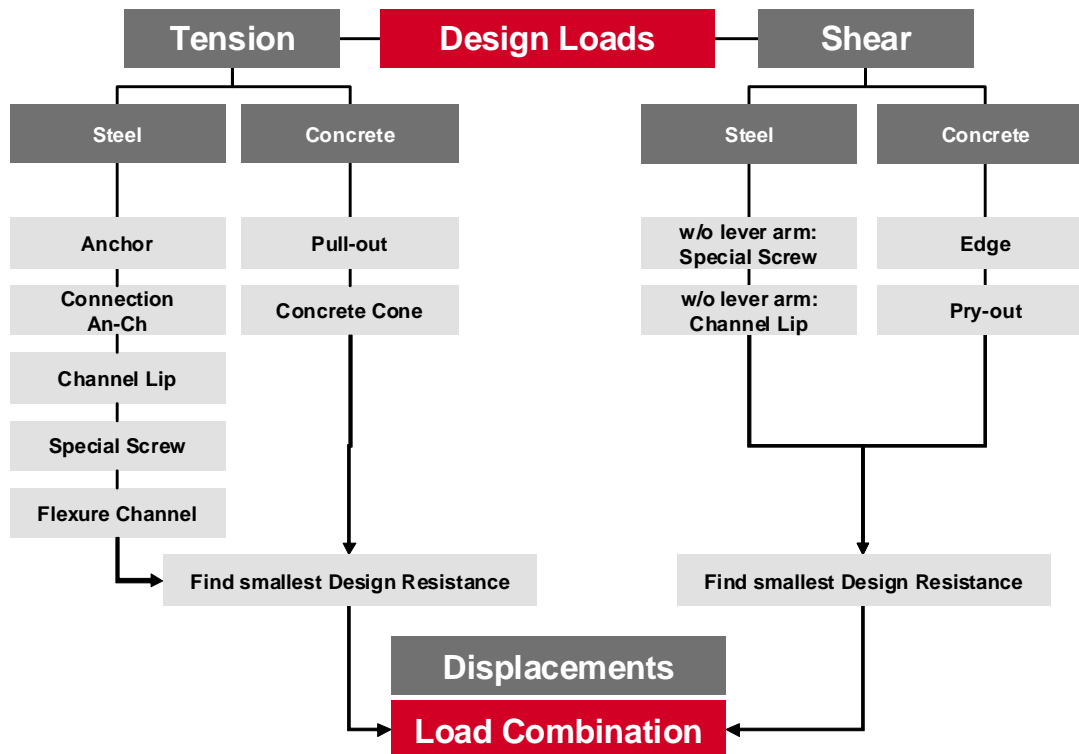 Tension
Design Loads
Shear
Steel
Concrete
Steel
Concrete
Anchor
Pull-out
w/o lever arm:
Special Screw
Edge
Connection
An-Ch
Concrete Cone
w/o lever arm:
Channel Lip
Pry-out
Channel Lip
Special Screw
Flexure Channel
Find smallest Design Resistance
Find smallest Design Resistance
Displacements
Load Combination